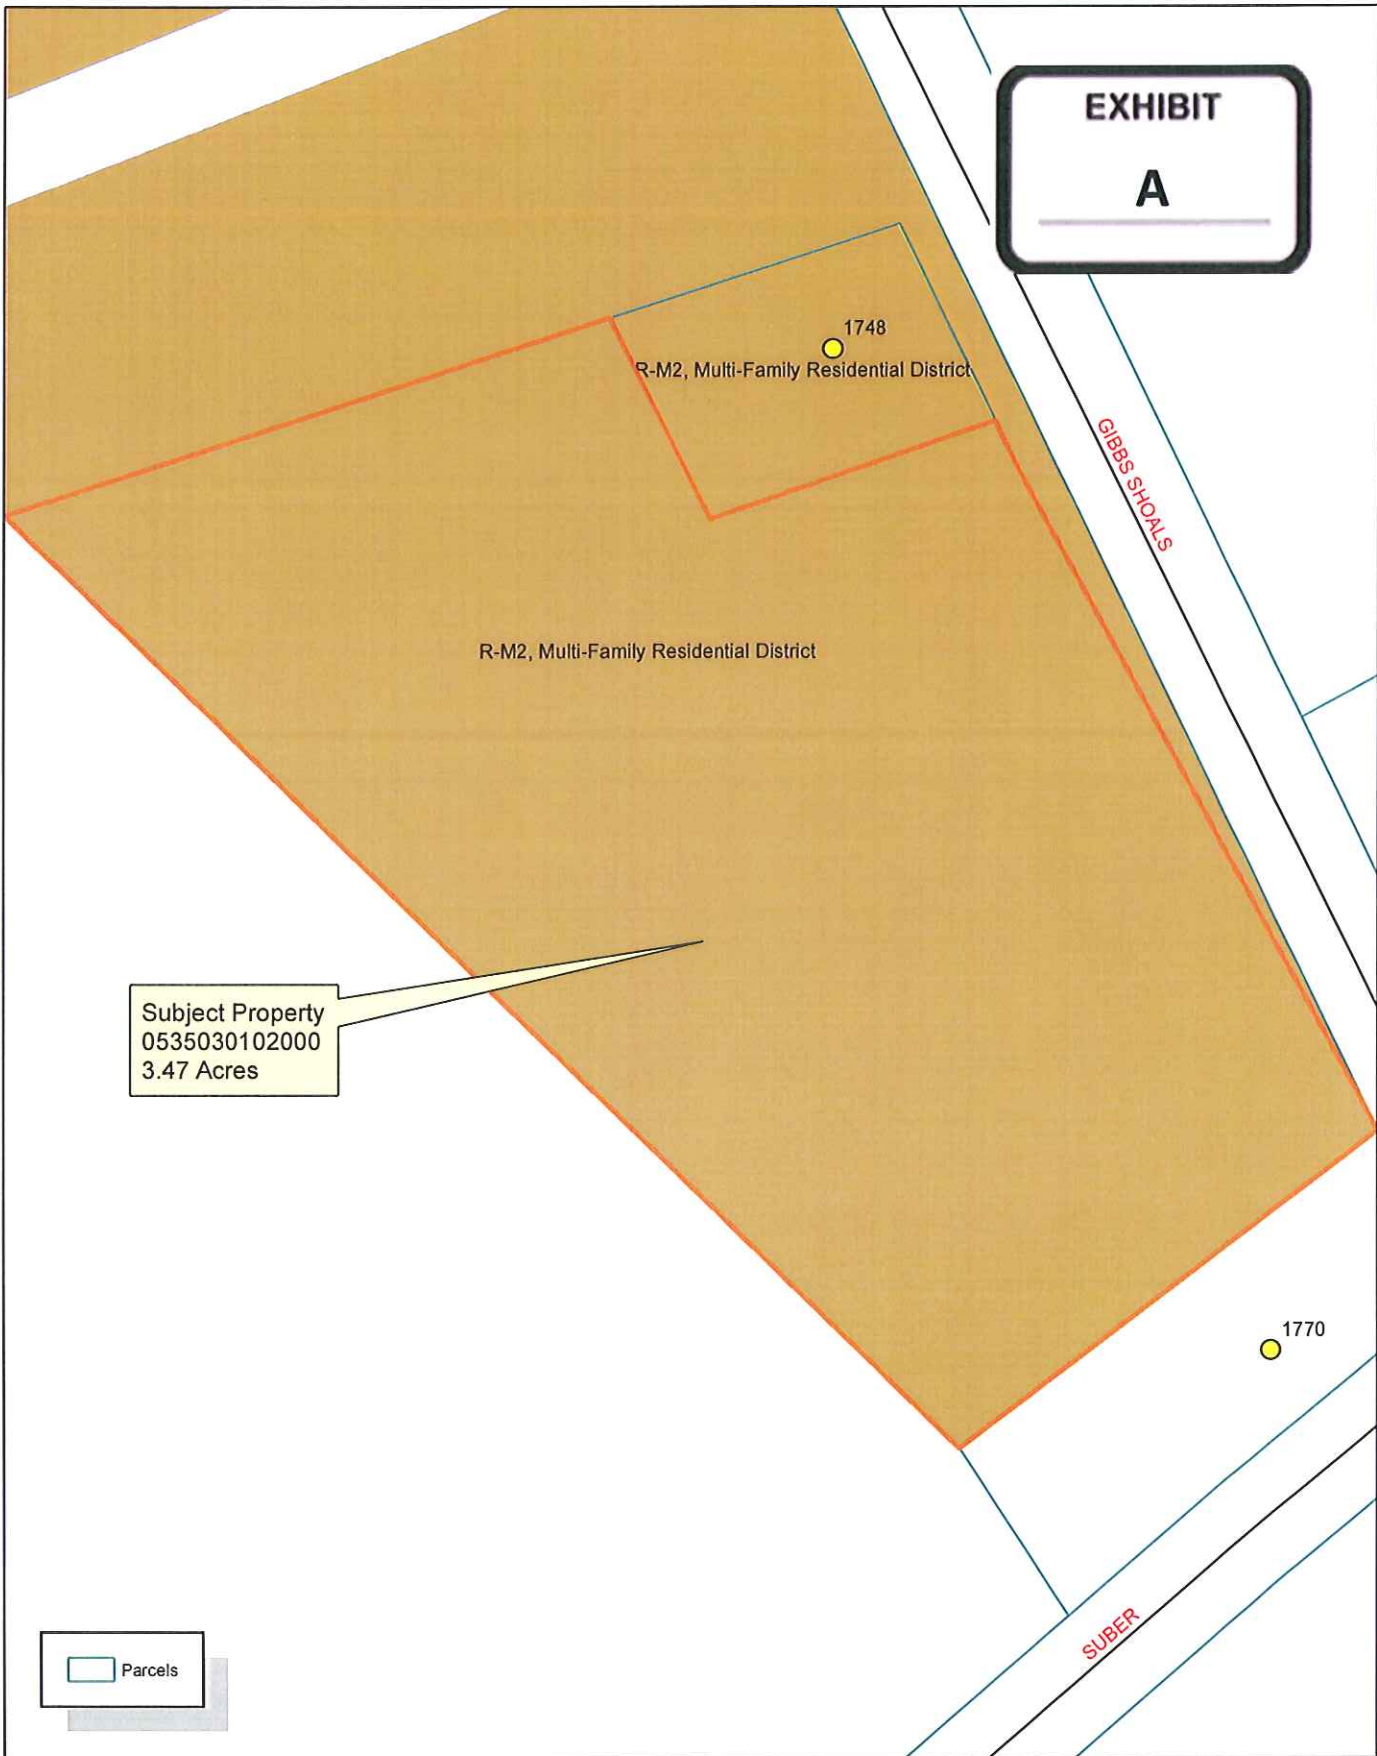 EXHIBIT
A
1748
R-M2, Multi-Family Residential District
GIBBS SHOALS
R-M2, Multi-Family Residential District
Subject Property
0535030102000
3.47 Acres
1770
SUBER
Parcels